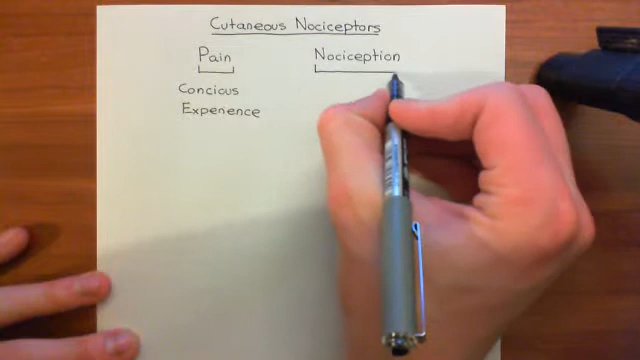 Cutaneous Nociceptors
Pain Nociception
Concious
Experience